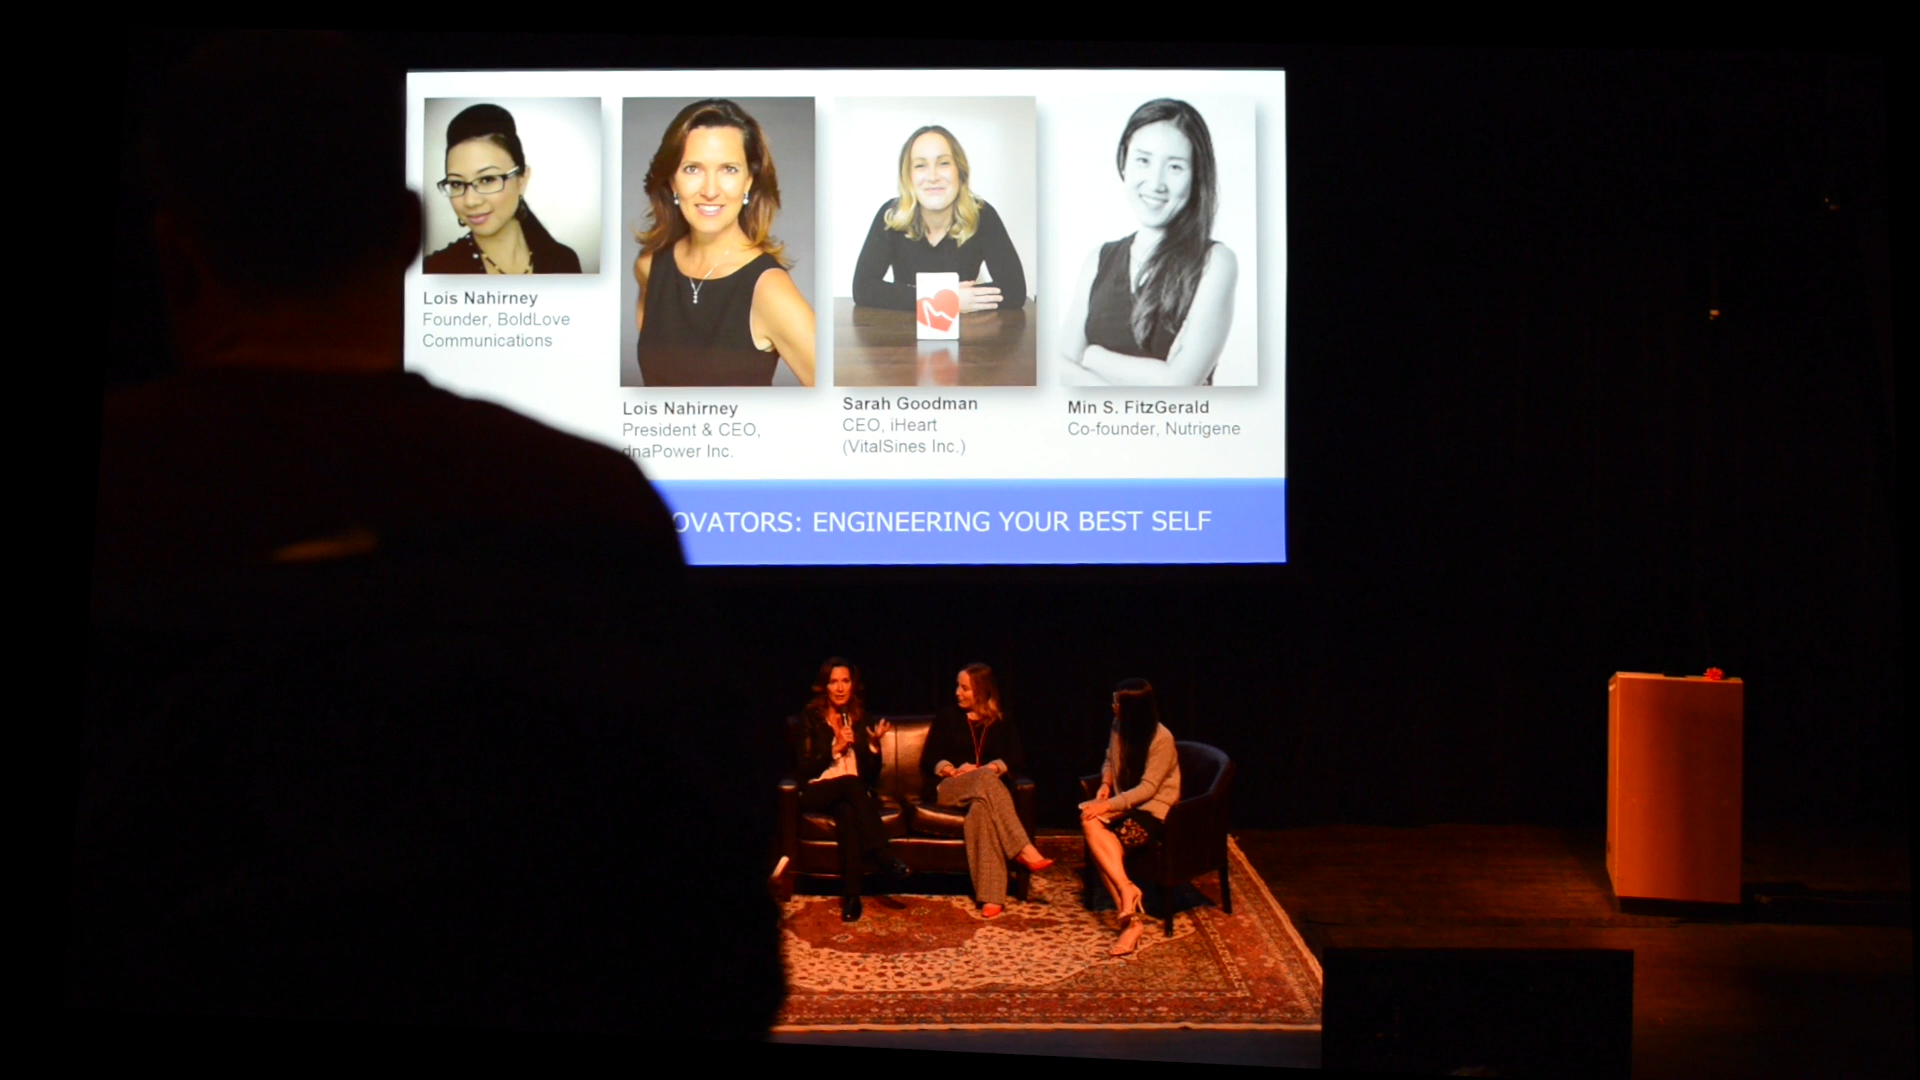 Lois Nahirney
Founder, BoldLove
Communications
Lois Nahirney
President & CEO,
dnaPower Inc.
Sarah Goodman
CEO, iHeart
(VitalSines Inc.)
Min S. FitzGerald
Co-founder, Nutrigene
OVATORS: ENGINEERING YOUR BEST SELF